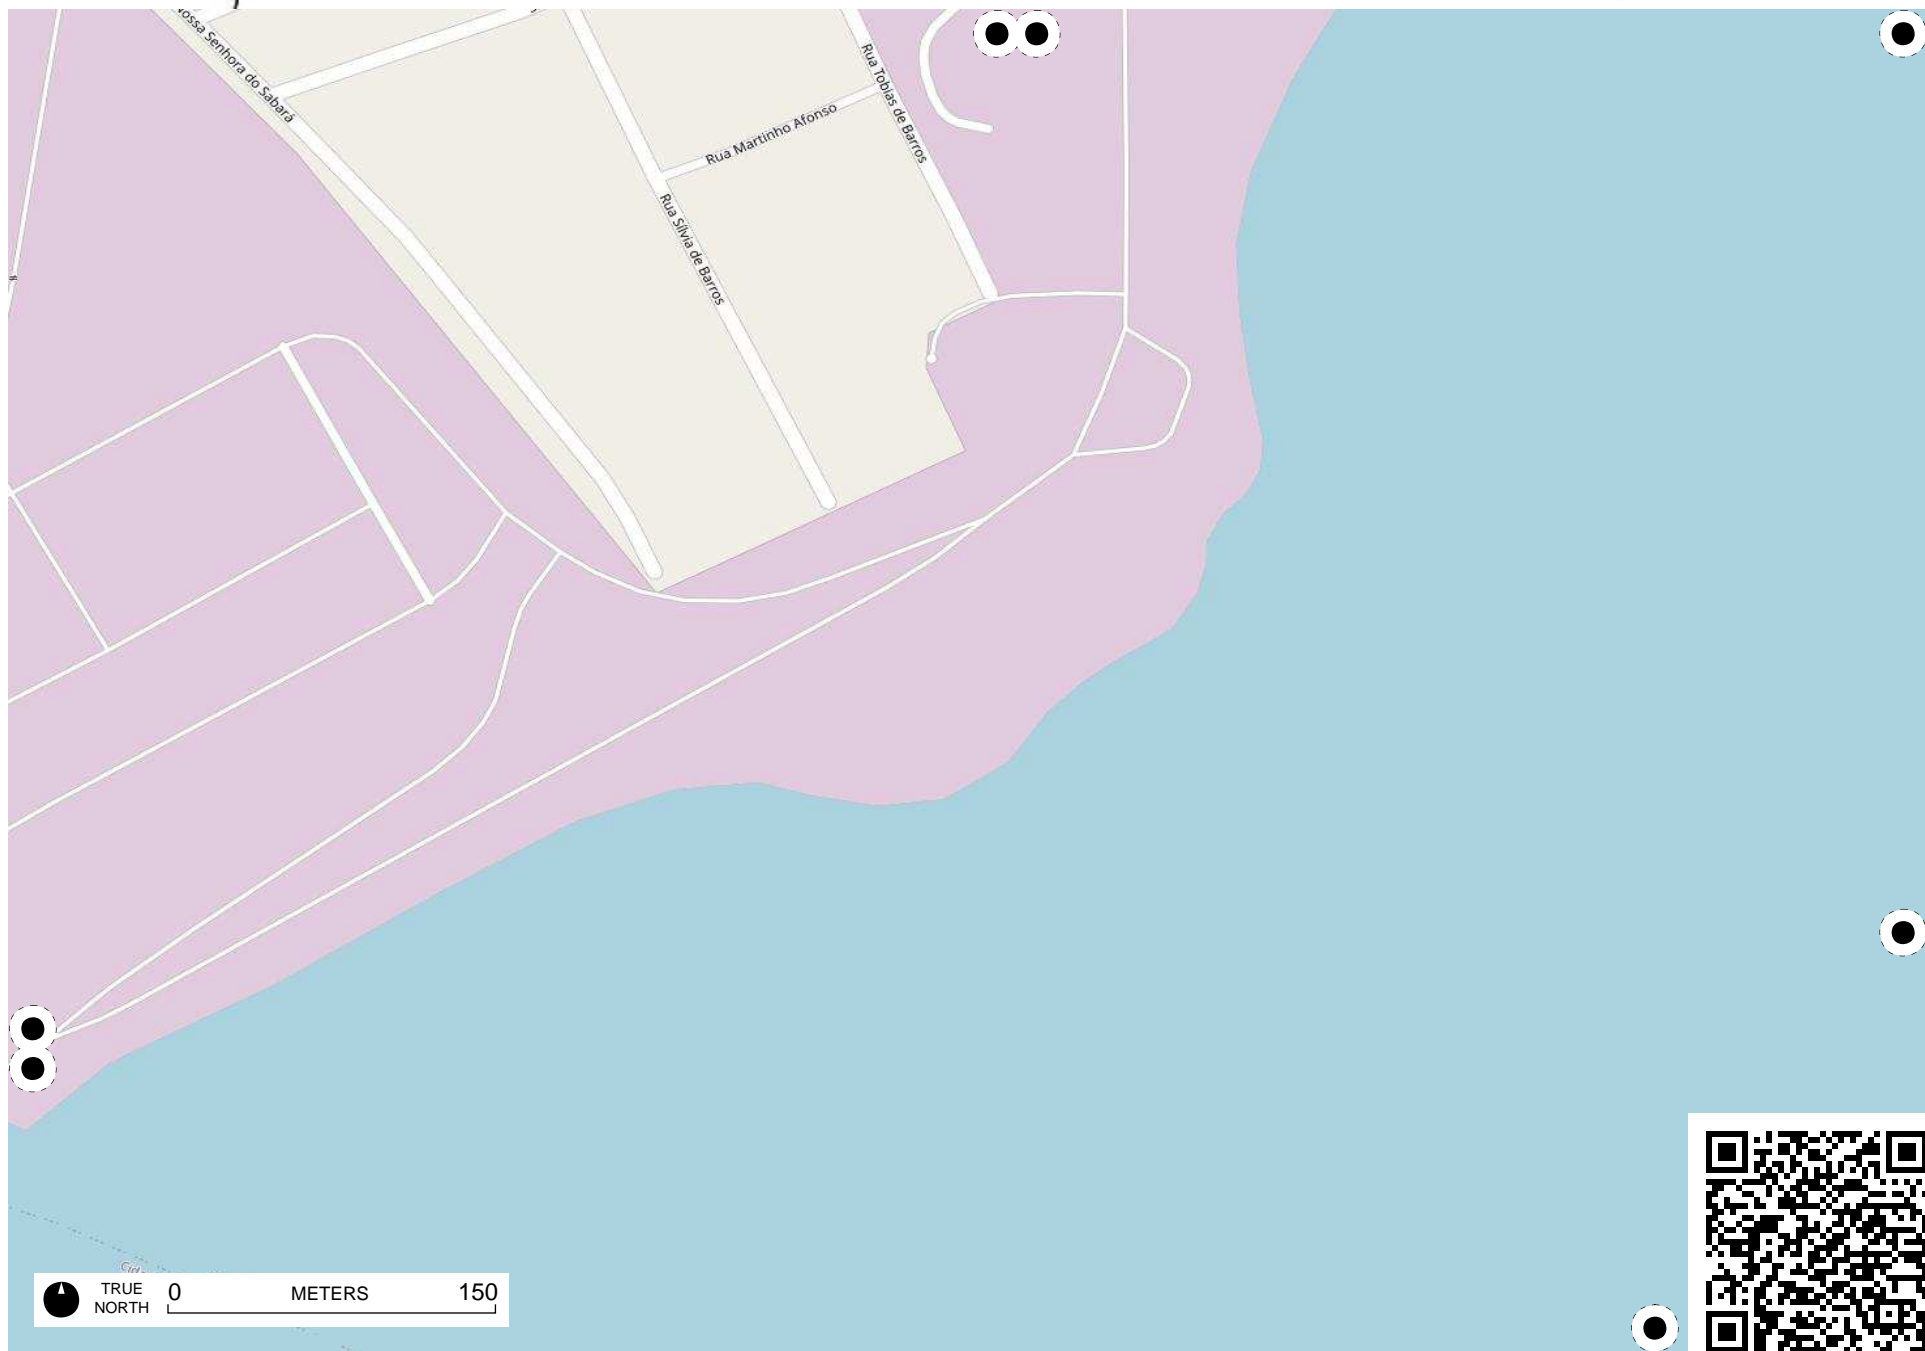 Nossa Senhora do Sabará
Rua Tobias de Barros
Rua Martinho Afonso
Rua Sílvia de Barros
TRUE
NORTH
0 METERS 150